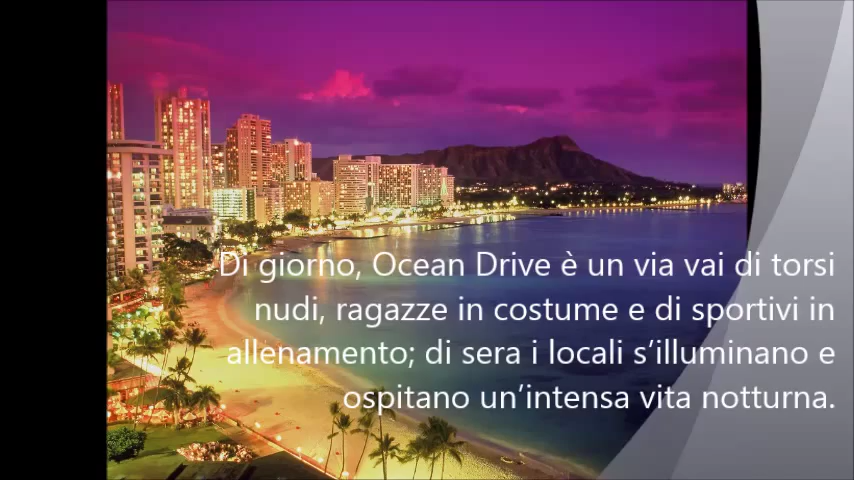 Di giorno, Ocean Drive è un via vai di torsi
nudi, ragazze in costume e di sportivi in
allenamento; di sera i locali s’illuminano e
ospitano un’intensa vita notturna.